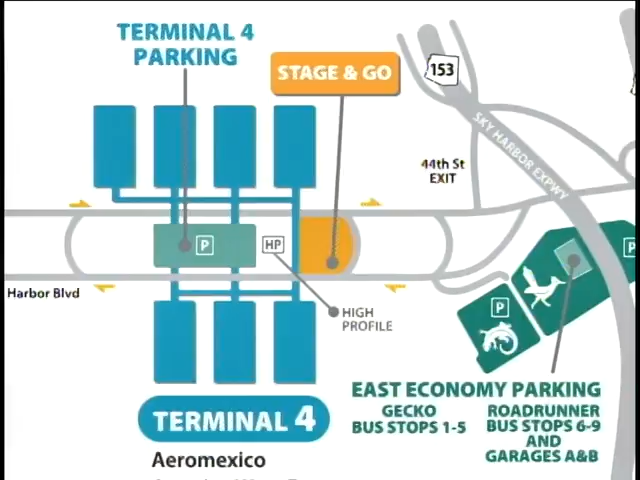 TERMINAL 4
PARKING
STAGE & GO
153
SKY HARBOR EXPWY
44th St
EXIT
P
HP
P
Harbor Blvd
HIGH
PROFILE
P
EAST ECONOMY PARKING
GECKO
BUS STOPS 1-5
ROADRUNNER
BUS STOPS 6-9
AND
GARAGES A&B
TERMINAL 4
Aeromexico